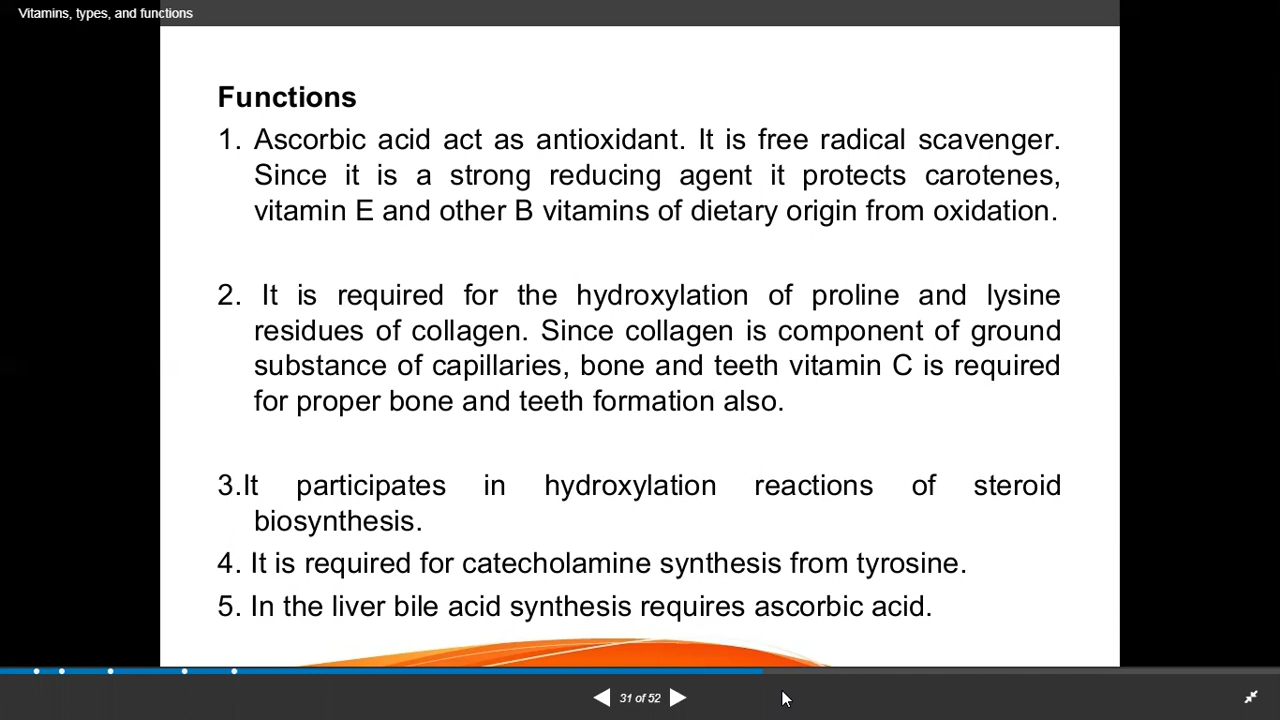 Vitamins, types, and functions
Functions
1. Ascorbic acid act as antioxidant. It is free radical scavenger.
Since it is a strong reducing agent it protects carotenes,
vitamin E and other B vitamins of dietary origin from oxidation.
2. It is required for the hydroxylation of proline and lysine
residues of collagen. Since collagen is component of ground
substance of capillaries, bone and teeth vitamin C is required
for proper bone and teeth formation also.
3.It participates in hydroxylation reactions of steroid
biosynthesis.
4. It is required for catecholamine synthesis from tyrosine.
5. In the liver bile acid synthesis requires ascorbic acid.
31 of 52